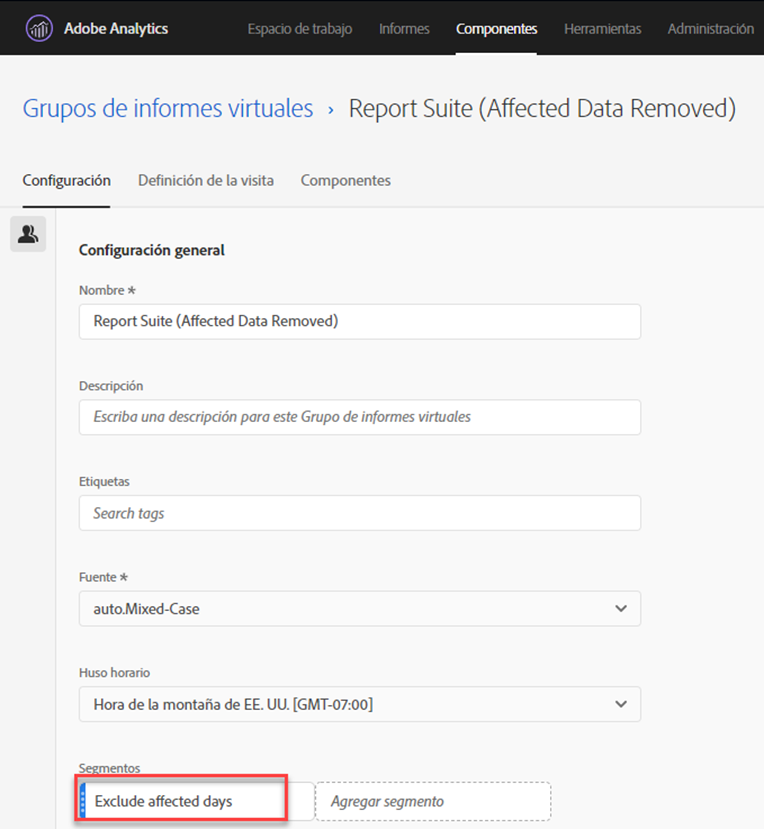 Adobe Analytics Espacio de trabajo Informes Componentes Herramientas Administración
Grupos de informes virtuales › Report Suite (Affected Data Removed)
Configuración Definición de la visita Componentes
Configuración general
Nombre *
Report Suite (Affected Data Removed)
Descripción
Escriba una descripción para este Grupo de informes virtuales
Etiquetas
Search tags
Fuente *
auto.Mixed-Case
Huso horario
Hora de la montaña de EE. UU. [GMT-07:00]
Segmentos
Exclude affected days Agregar segmento